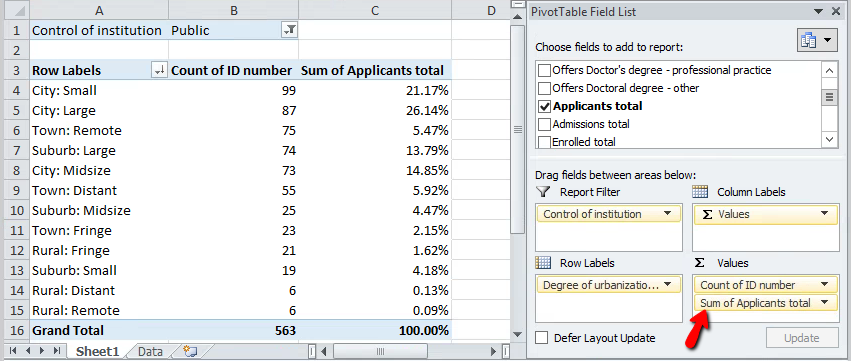 A B C D
1 Control of institution Public
2
3 Row Labels Count of ID number Sum of Applicants total
4 City: Small 99 21.17%
5 City: Large 87 26.14%
6 Town: Remote 75 5.47%
7 Suburb: Large 74 13.79%
8 City: Midsize 73 14.85%
9 Town: Distant 55 5.92%
10 Suburb: Midsize 25 4.47%
11 Town: Fringe 23 2.15%
12 Rural: Fringe 21 1.62%
13 Suburb: Small 19 4.18%
14 Rural: Distant 6 0.13%
15 Rural: Remote 6 0.09%
16 Grand Total 563 100.00%
Sheet1 Data
PivotTable Field List
Choose fields to add to report:
Offers Doctor's degree - professional practice
Offers Doctoral degree - other
Applicants total
Admissions total
Enrolled total
Drag fields between areas below:
Report Filter Column Labels
Control of institution Σ Values
Row Labels Σ Values
Degree of urbanizatio... Count of ID number
Sum of Applicants total
Defer Layout Update Update